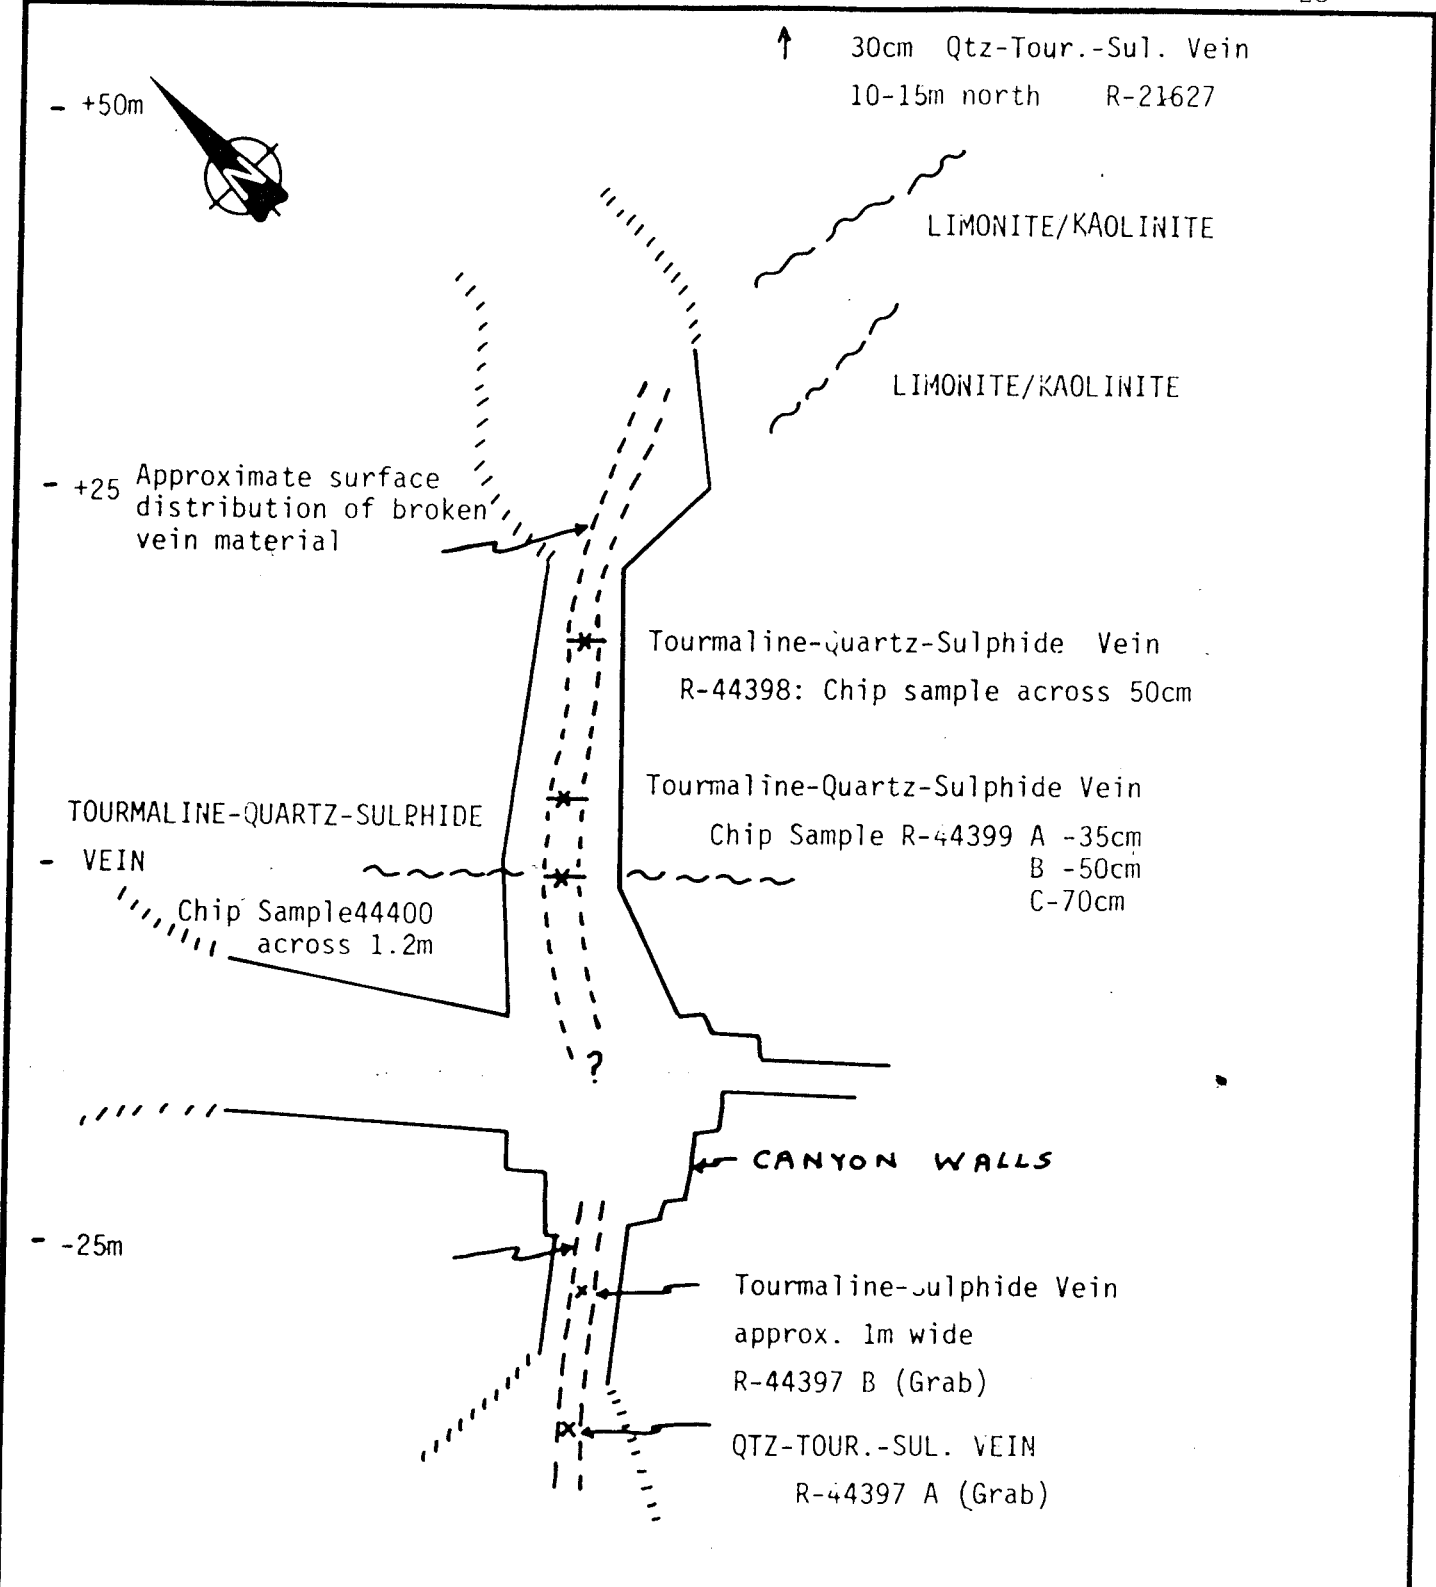 30cm Qtz-Tour.-Sul. Vein
10-15m north R-21627
- +50m
N
LIMONITE/KAOLINITE
LIMONITE/KAOLINITE
- +25
Approximate surface
distribution of broken
vein material
Tourmaline-Quartz-Sulphide Vein
R-44398: Chip sample across 50cm
Tourmaline-Quartz-Sulphide Vein
Chip Sample R-44399 A -35cm
B -50cm
C-70cm
TOURMALINE-QUARTZ-SULPHIDE
- VEIN
Chip Sample44400
across 1.2m
?
CANYON WALLS
- -25m
Tourmaline-Sulphide Vein
approx. 1m wide
R-44397 B (Grab)
QTZ-TOUR.-SUL. VEIN
R-44397 A (Grab)